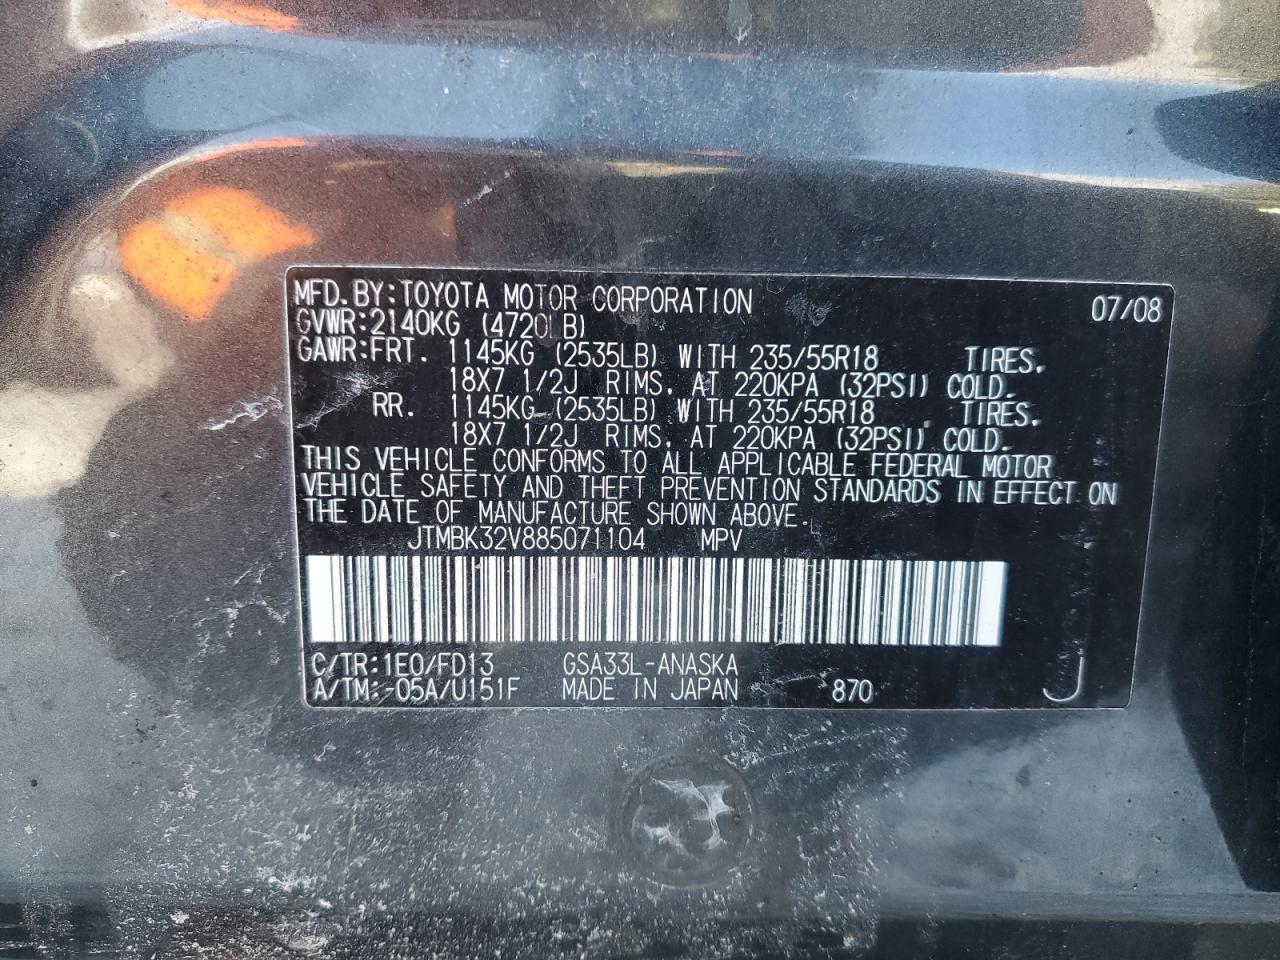 MFD. BY: TOYOTA MOTOR CORPORATION 07/08
GVWR: 2140KG (4720LB)
GAWR: FRT. 1145KG (2535LB) WITH 235/55R18 TIRES.
18X7 1/2J RIMS, AT 220KPA (32PSI) COLD.
RR. 1145KG (2535LB) WITH 235/55R18 TIRES.
18X7 1/2J RIMS, AT 220KPA (32PSI) COLD.
THIS VEHICLE CONFORMS TO ALL APPLICABLE FEDERAL MOTOR
VEHICLE SAFETY AND THEFT PREVENTION STANDARDS IN EFFECT ON
THE DATE OF MANUFACTURE SHOWN ABOVE.
JTMBK32V885071104 MPV
C/TR: 1E0/FD13 GSA33L-ANASKA
A/TM: -05A/U151F MADE IN JAPAN 870 J